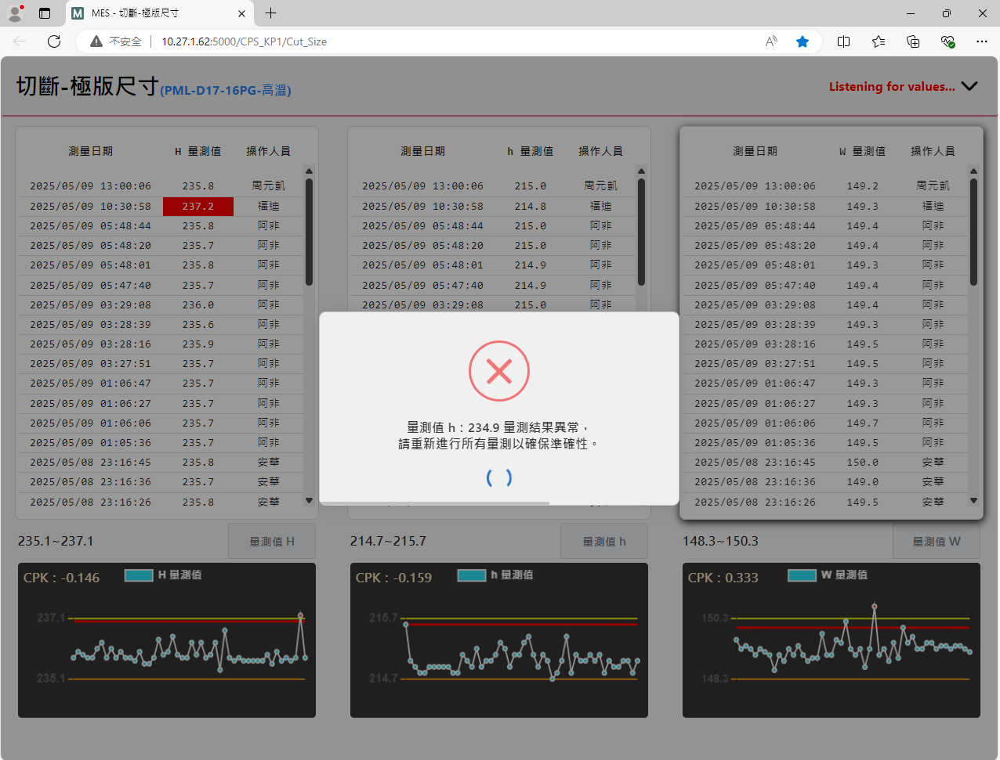 MES - 切斷-極版尺寸
不安全
10.27.1.62:5000/CPS_KP1/Cut_Size
切斷-極版尺寸(PML-D17-16PG-高溫)
Listening for values...
測量日期 H 量測值 操作人員
2025/05/09 13:00:06 235.8 周元凱
2025/05/09 10:30:58 237.2 福迪
2025/05/09 05:48:44 235.8 阿非
2025/05/09 05:48:20 235.7 阿非
2025/05/09 05:48:01 235.8 阿非
2025/05/09 05:47:40 235.7 阿非
2025/05/09 03:29:08 236.0 阿非
2025/05/09 03:28:39 235.6 阿非
2025/05/09 03:28:16 235.9 阿非
2025/05/09 03:27:51 235.7 阿非
2025/05/09 01:06:47 235.7 阿非
2025/05/09 01:06:27 235.7 阿非
2025/05/09 01:06:06 235.7 阿非
2025/05/09 01:05:36 235.7 阿非
2025/05/08 23:16:45 235.8 安華
2025/05/08 23:16:36 235.7 安華
2025/05/08 23:16:26 235.8 安華
測量日期 h 量測值 操作人員
2025/05/09 13:00:06 215.0 周元凱
2025/05/09 10:30:58 214.8 福迪
2025/05/09 05:48:44 215.0 阿非
2025/05/09 05:48:20 215.0 阿非
2025/05/09 05:48:01 214.9 阿非
2025/05/09 05:47:40 214.9 阿非
2025/05/09 03:29:08 215.0 阿非
測量日期 W 量測值 操作人員
2025/05/09 13:00:06 149.2 周元凱
2025/05/09 10:30:58 149.3 福迪
2025/05/09 05:48:44 149.4 阿非
2025/05/09 05:48:20 149.4 阿非
2025/05/09 05:48:01 149.3 阿非
2025/05/09 05:47:40 149.4 阿非
2025/05/09 03:29:08 149.4 阿非
2025/05/09 03:28:39 149.3 阿非
2025/05/09 03:28:16 149.5 阿非
2025/05/09 03:27:51 149.5 阿非
2025/05/09 01:06:47 149.3 阿非
2025/05/09 01:06:27 149.3 阿非
2025/05/09 01:06:06 149.7 阿非
2025/05/09 01:05:36 149.5 阿非
2025/05/08 23:16:45 150.0 安華
2025/05/08 23:16:36 149.0 安華
2025/05/08 23:16:26 149.5 安華
量測值 h：234.9 量測結果異常，
請重新進行所有量測以確保準確性。
235.1~237.1
量測值 H
214.7~215.7
量測值 h
148.3~150.3
量測值 W
CPK：-0.146
H 量測值
237.1
235.1
CPK：-0.159
h 量測值
215.7
214.7
CPK：0.333
W 量測值
150.3
148.3